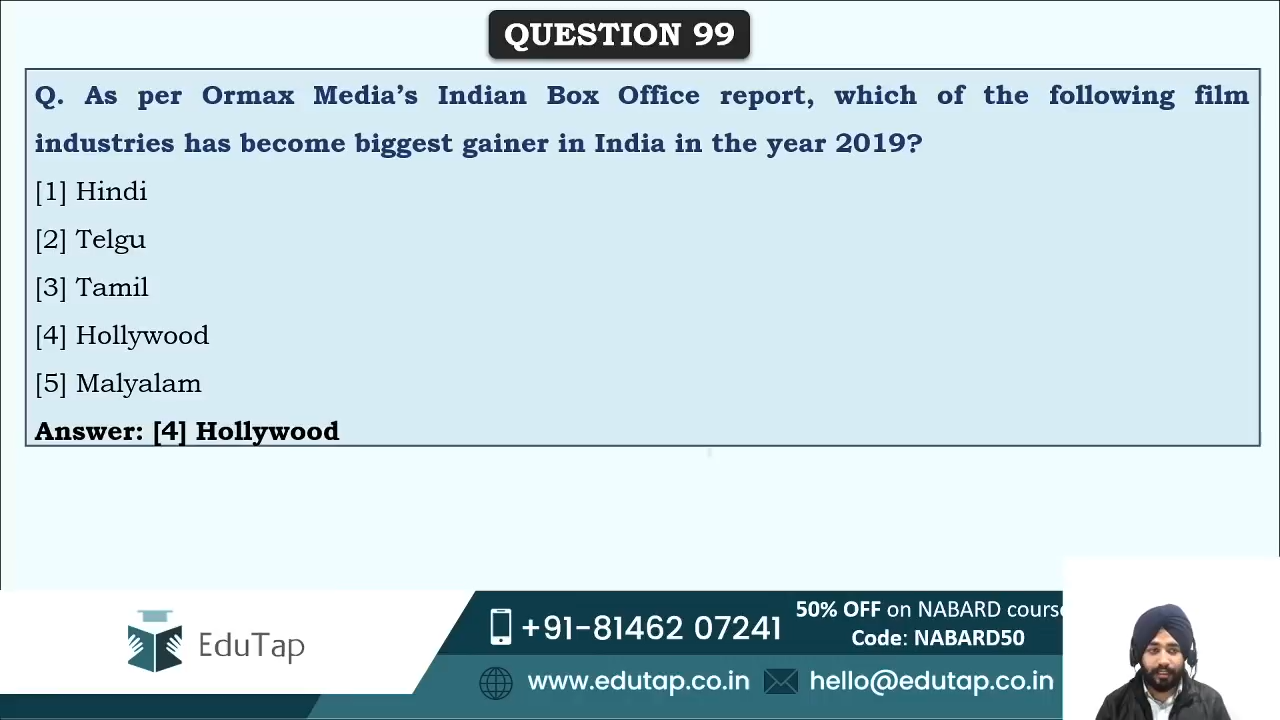 QUESTION 99
Q. As per Ormax Media’s Indian Box Office report, which of the following film
industries has become biggest gainer in India in the year 2019?
[1] Hindi
[2] Telgu
[3] Tamil
[4] Hollywood
[5] Malyalam
Answer: [4] Hollywood
EduTap
+91-81462 07241
50% OFF on NABARD course
Code: NABARD50
www.edutap.co.in
hello@edutap.co.in